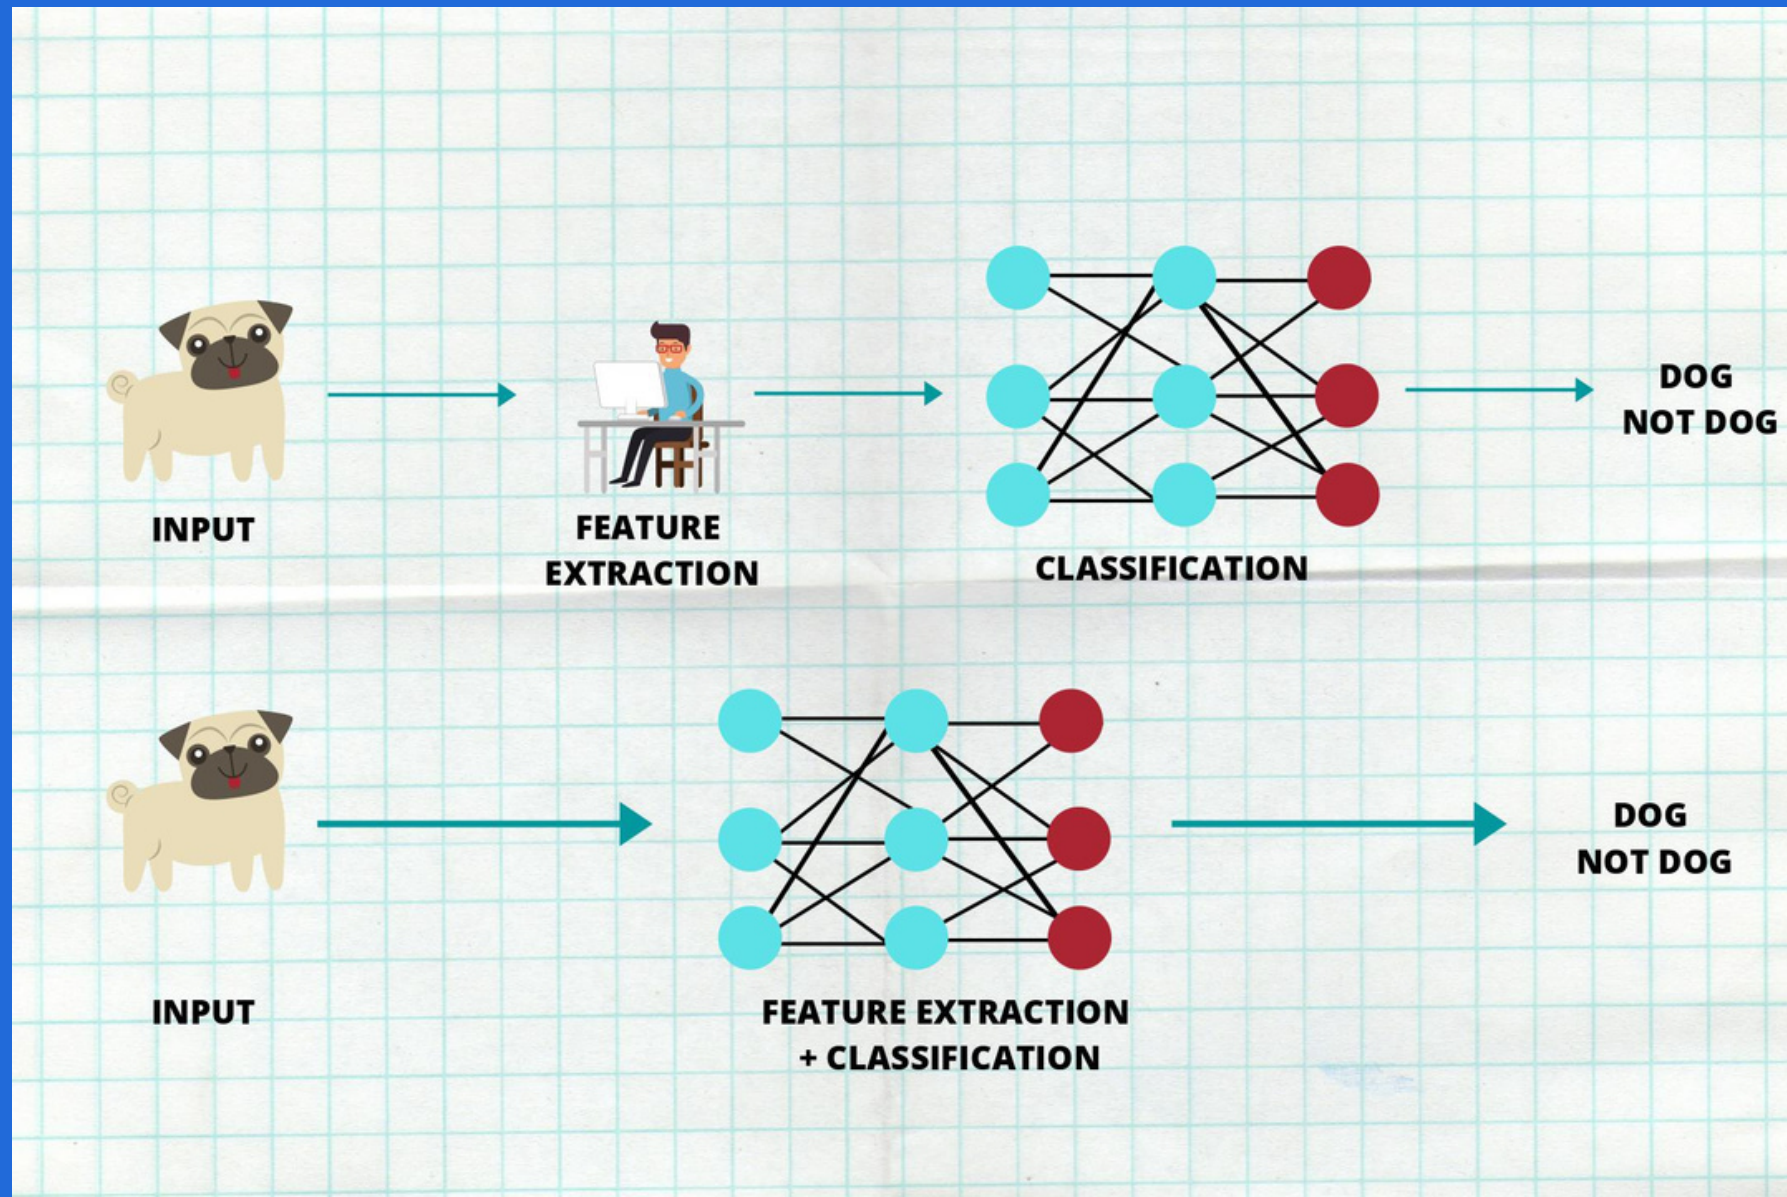 INPUT
FEATURE
EXTRACTION
CLASSIFICATION
DOG
NOT DOG
INPUT
FEATURE EXTRACTION
+ CLASSIFICATION
DOG
NOT DOG